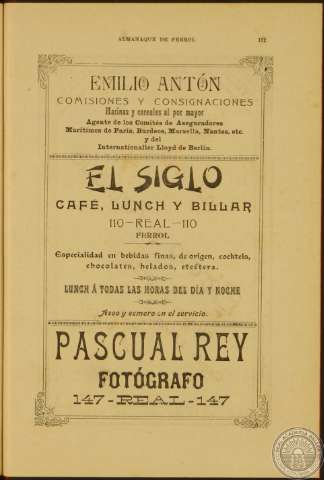 ALMANAQUE DE FERROL
EMILIO ANTÓN
COMISIONES Y CONSIGNACIONES
Harinas y cereales al por mayor
Agente de los Comités de Aseguradores
Marítimos de París, Burdeos, Marsella, Nantes, etc.
y del
Internationaller Lloyd de Berlin.
EL SIGLO
CAFÉ, LUNCH Y BILLAR
110-REAL-110
FERROL
Especialidad en bebidas finas, de origen, cocktels,
chocolates, helados, etcétera.
LUNCH Á TODAS LAS HORAS DEL DÍA Y NOCHE
Aseo y esmero en el servicio.
PASCUAL REY
FOTÓGRAFO
147-REAL-147